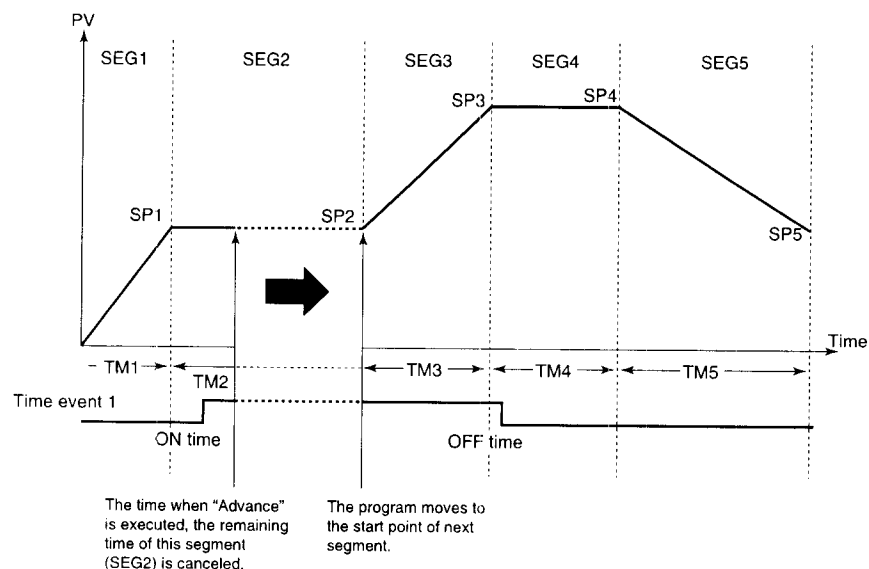 PV
SEG1
SEG2
SEG3
SEG4
SEG5
SP3
SP4
SP1
SP2
SP5
Time
TM1
TM2
TM3
TM4
TM5
Time event 1
ON time
OFF time
The time when “Advance”
is executed, the remaining
time of this segment
(SEG2) is canceled.
The program moves to
the start point of next
segment.